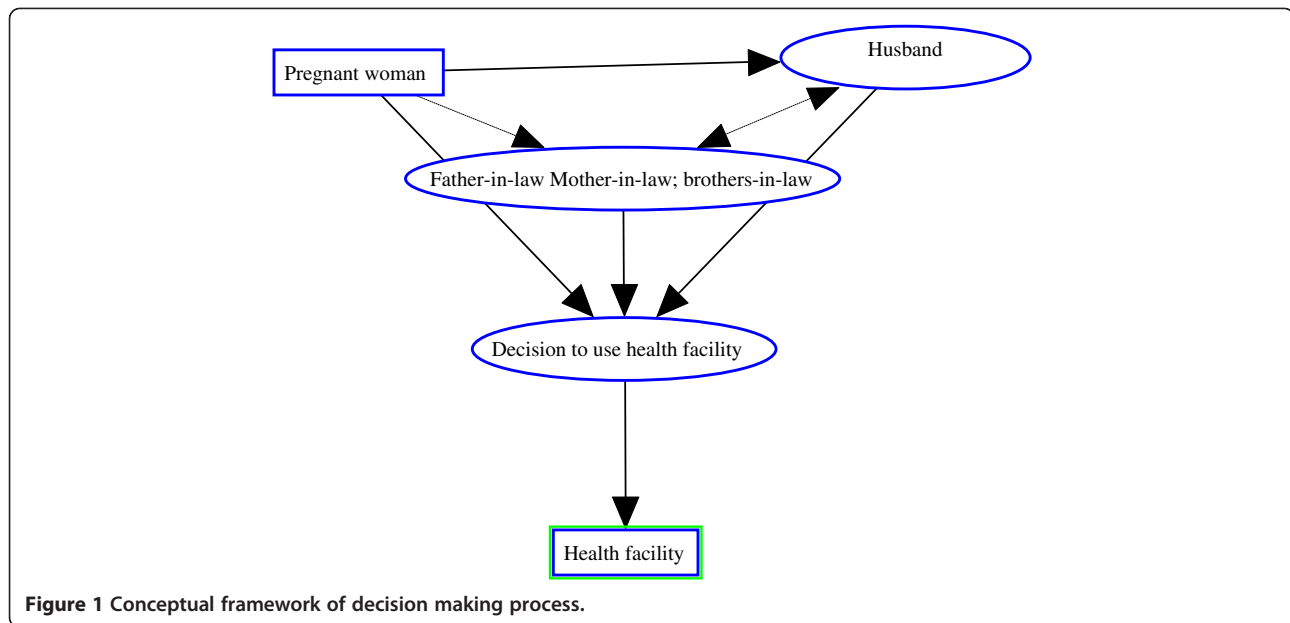 Pregnant woman
Husband
Father-in-law Mother-in-law; brothers-in-law
Decision to use health facility
Health facility
Figure 1 Conceptual framework of decision making process.